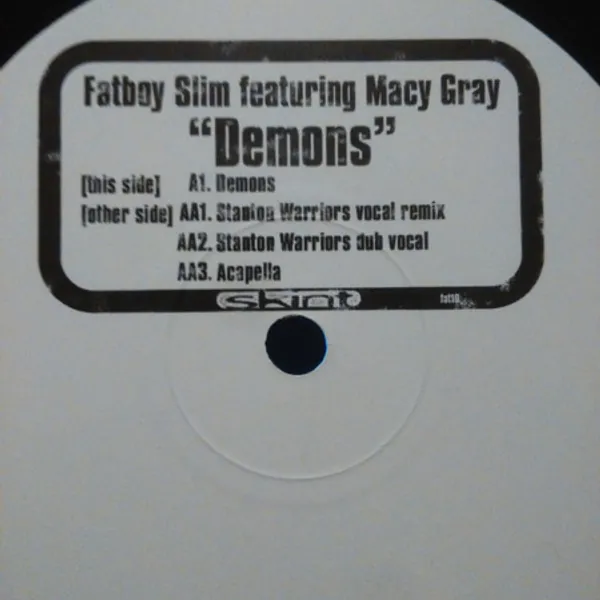 Fatboy Slim featuring Macy Gray
“Demons”
[this side] A1. Demons
[other side] AA1. Stanton Warriors vocal remix
AA2. Stanton Warriors dub vocal
AA3. Acapella
skint